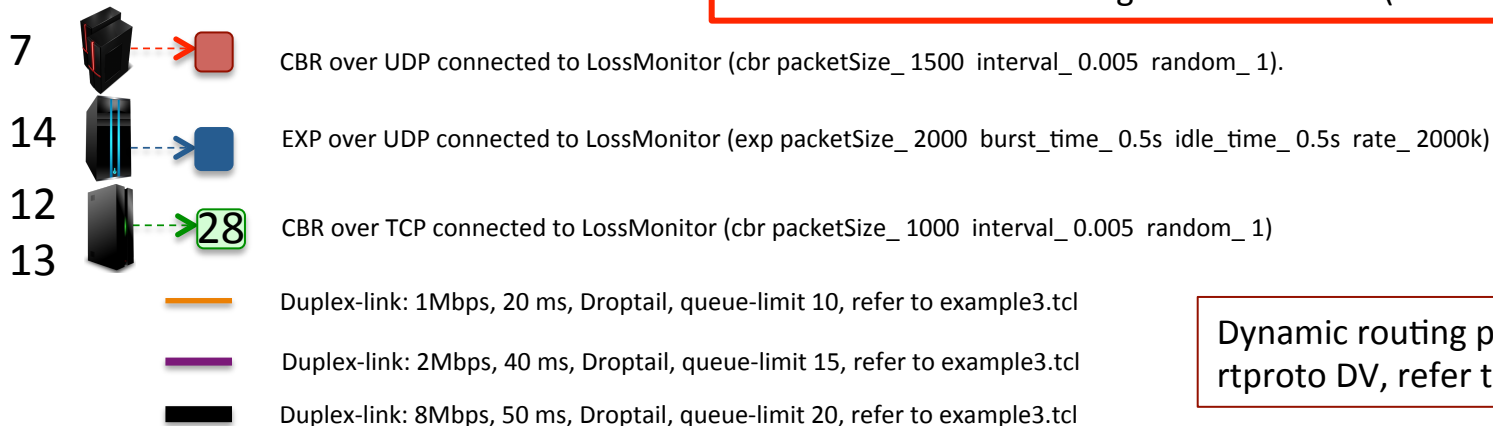 7
CBR over UDP connected to LossMonitor (cbr packetSize_ 1500 interval_ 0.005 random_ 1).
14
EXP over UDP connected to LossMonitor (exp packetSize_ 2000 burst_time_ 0.5s idle_time_ 0.5s rate_ 2000k)
12
28
CBR over TCP connected to LossMonitor (cbr packetSize_ 1000 interval_ 0.005 random_ 1)
13
Duplex-link: 1Mbps, 20 ms, Droptail, queue-limit 10, refer to example3.tcl
Duplex-link: 2Mbps, 40 ms, Droptail, queue-limit 15, refer to example3.tcl
Duplex-link: 8Mbps, 50 ms, Droptail, queue-limit 20, refer to example3.tcl
Dynamic routing p
rtproto DV, refer t